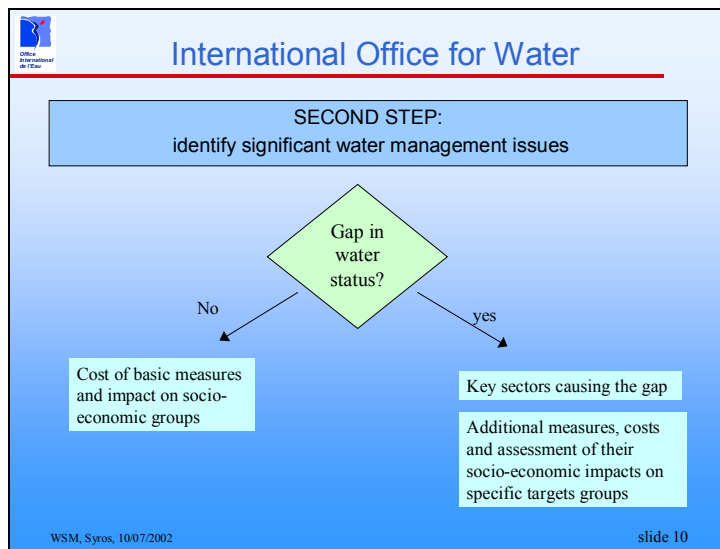 Office
International
de l'Eau
International Office for Water
SECOND STEP:
identify significant water management issues
Gap in
water
status?
No
yes
Cost of basic measures
and impact on socio-
economic groups
Key sectors causing the gap
Additional measures, costs
and assessment of their
socio-economic impacts on
specific targets groups
WSM, Syros, 10/07/2002
slide 10